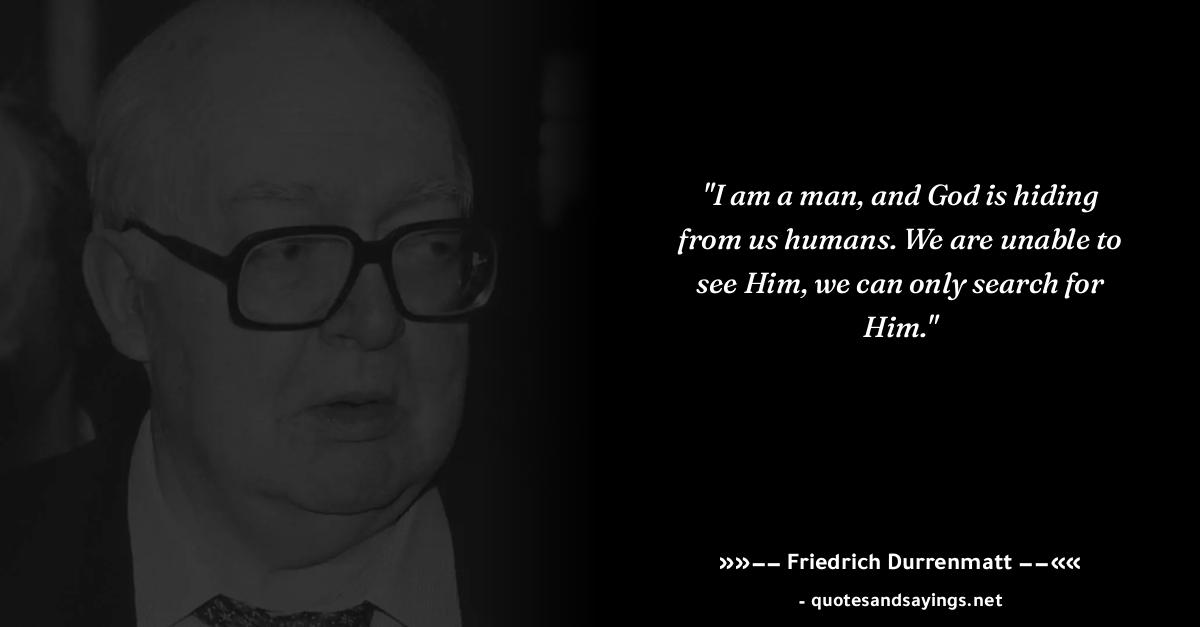 "I am a man, and God is hiding
from us humans. We are unable to
see Him, we can only search for
Him."
»»−− Friedrich Durrenmatt −−««
- quotesandsayings.net